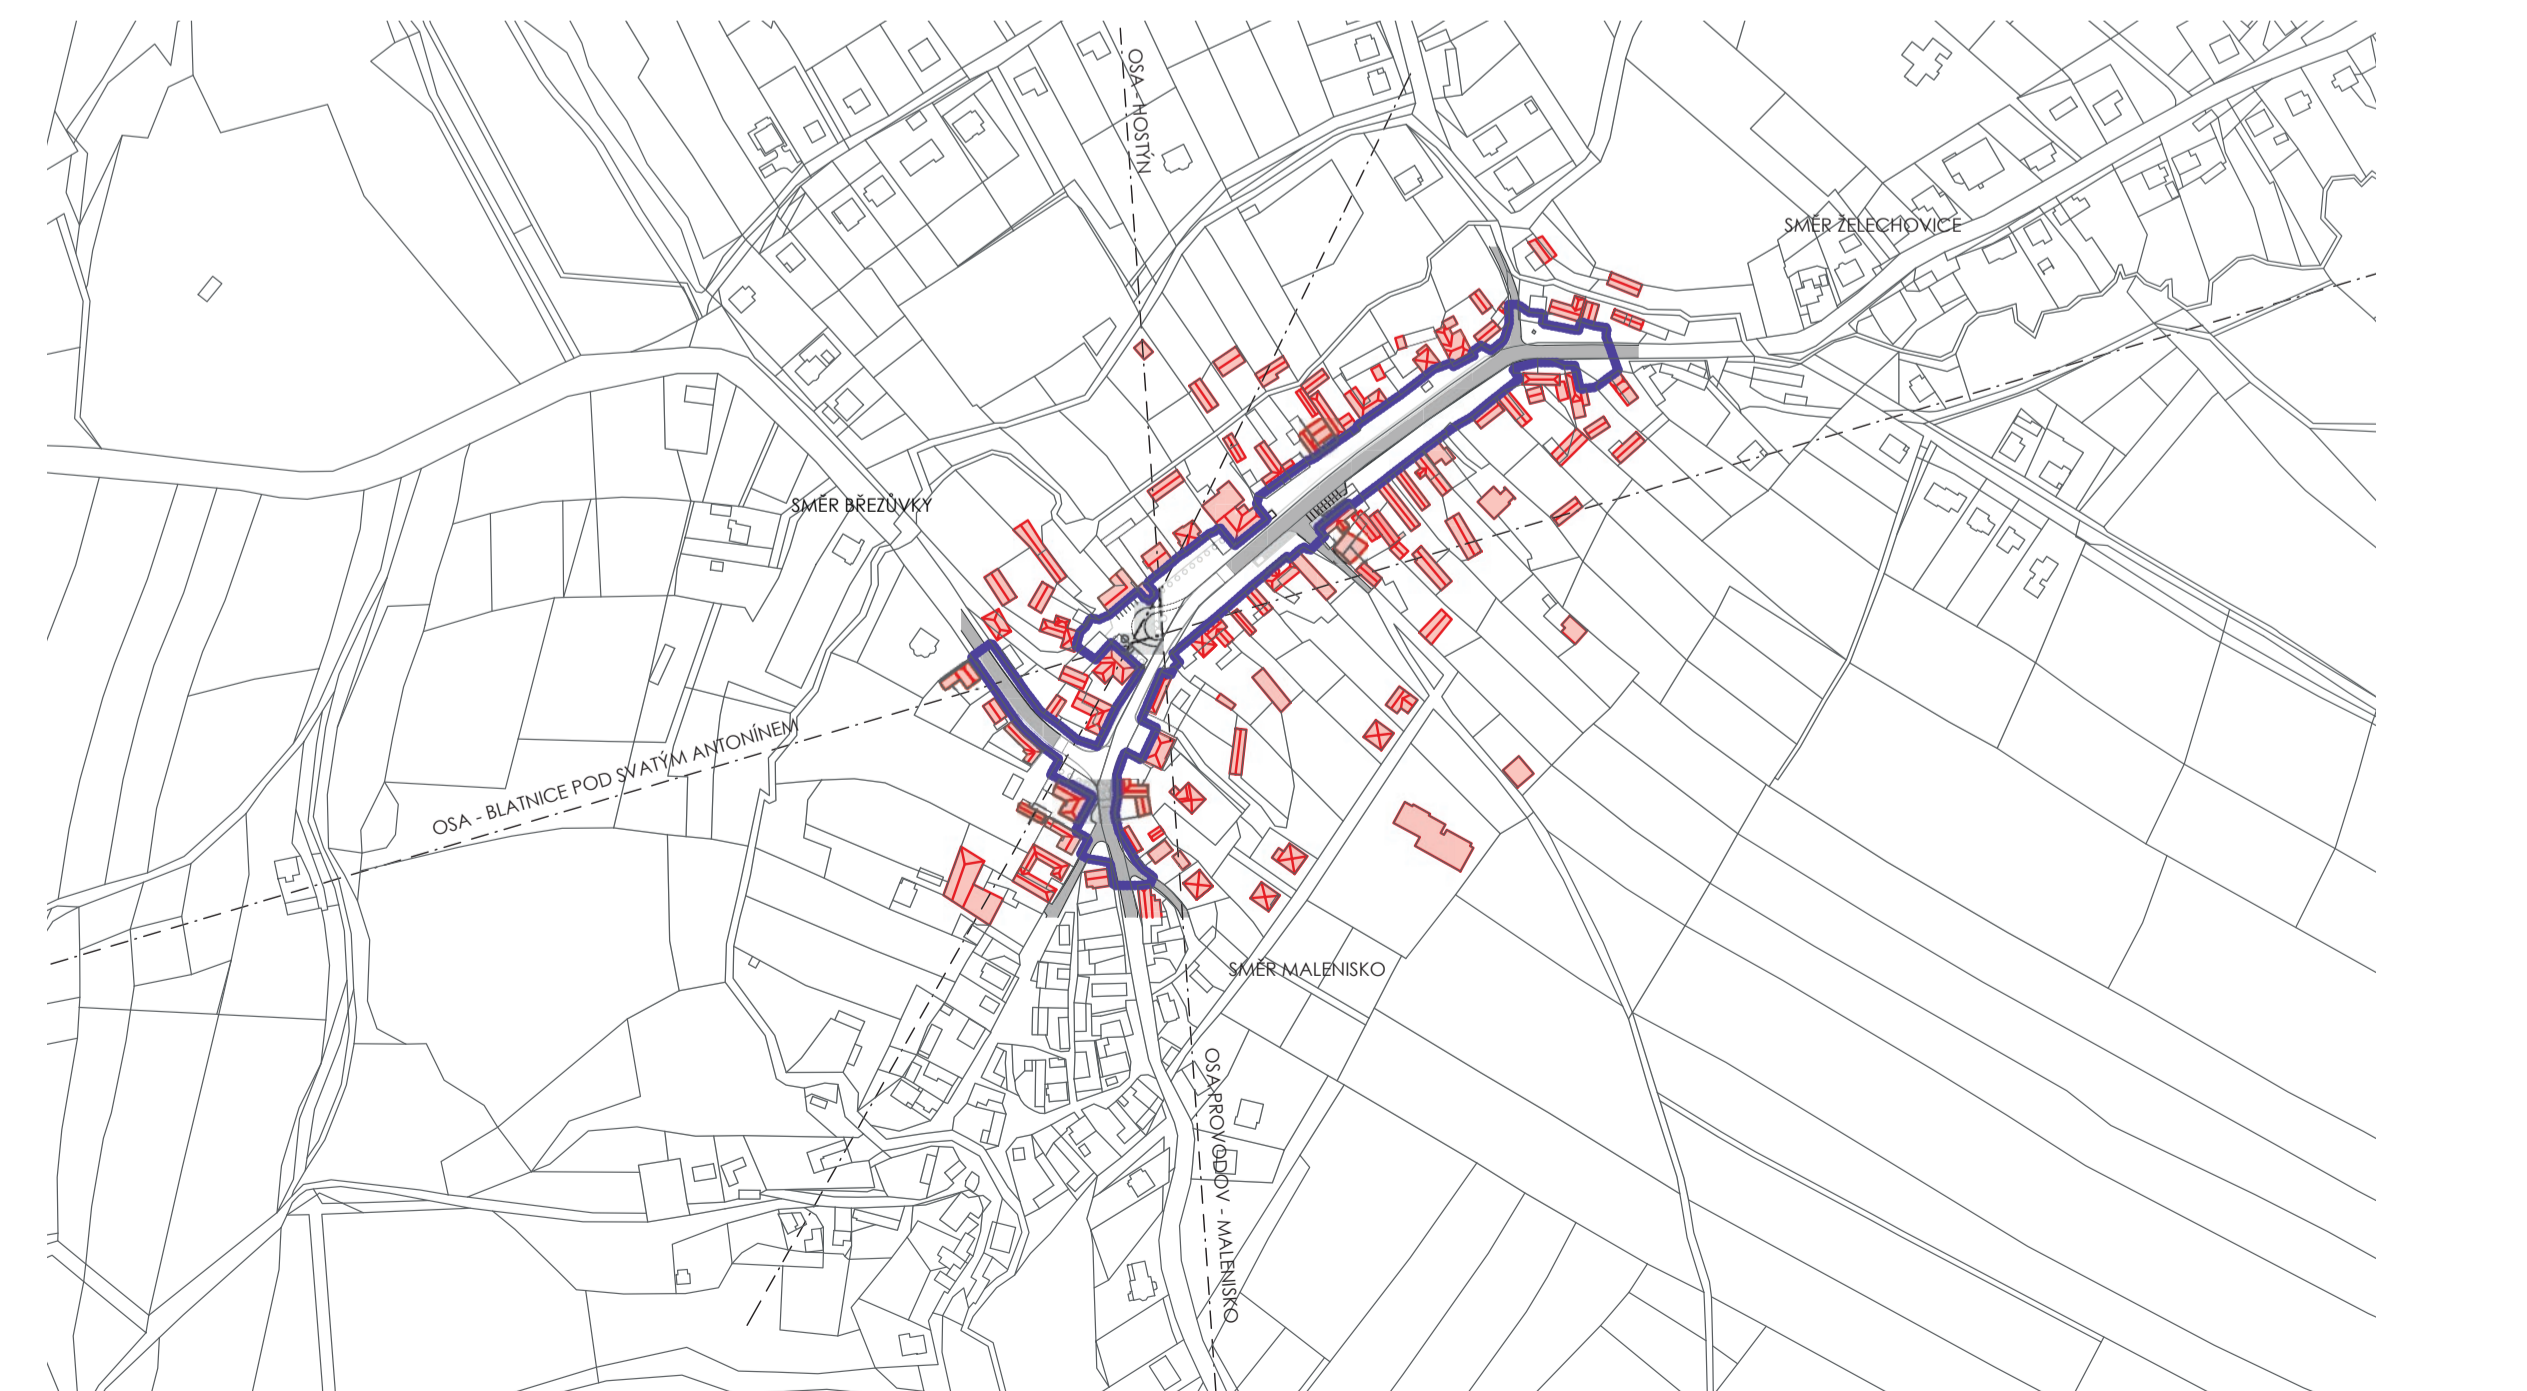 OSA - HOSTÝN
SMĚR ŽELECHOVICE
SMĚR BŘEZŮVKY
OSA - BLATNICE POD SVATÝM ANTONÍNEM
SMĚR MALENISKO
OSA PROVODOV - MALENISKO